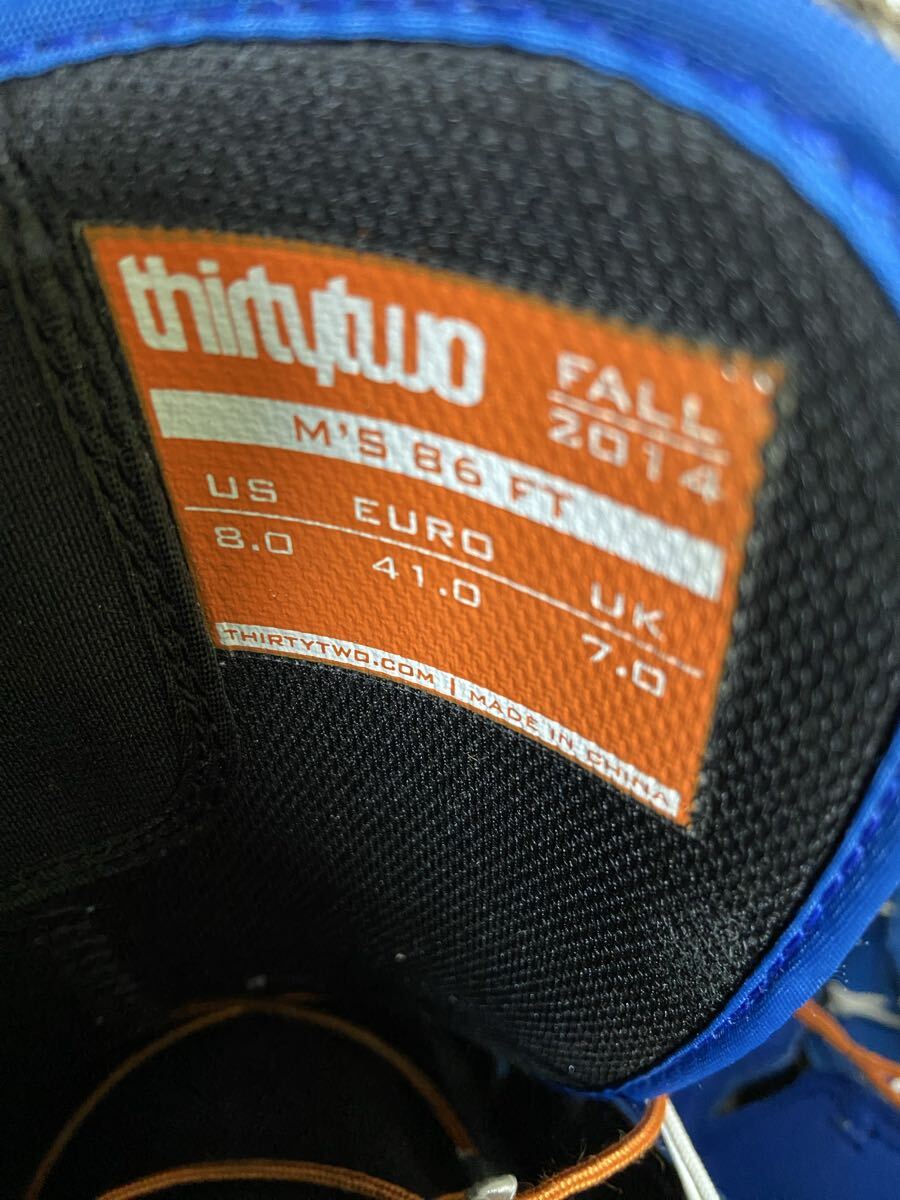 thirtytwo
FALL
2014
M'S 86 FT
US EURO UK
8.0 41.0 7.0
THIRTYTWO.COM | MADE IN CHINA